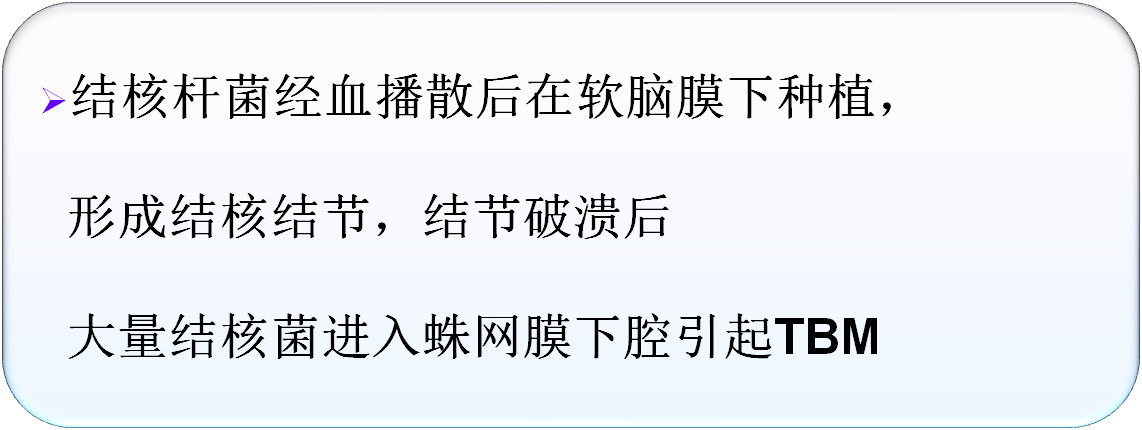 结核杆菌经血播散后在软脑膜下种植，
形成结核结节，结节破溃后
大量结核菌进入蛛网膜下腔引起TBM